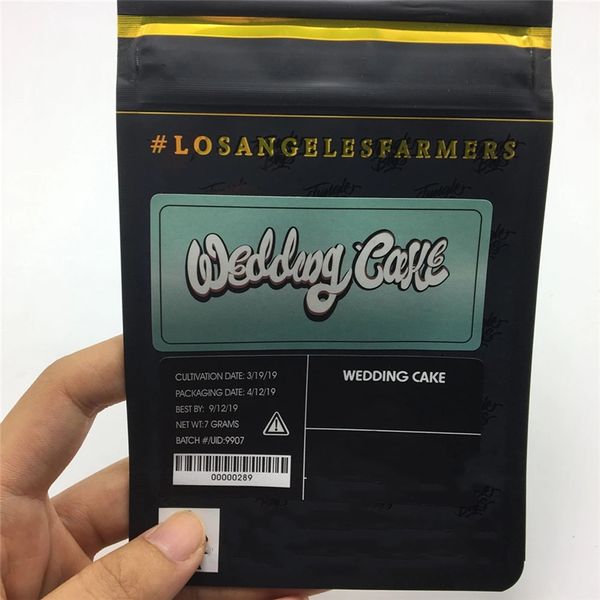 #LOSANGELESFARMERS
Wedding Cake
CULTIVATION DATE: 3/19/19
PACKAGING DATE: 4/12/19
BEST BY: 9/12/19
NET WT:7 GRAMS
BATCH #/UID:9907
00000289
WEDDING CAKE